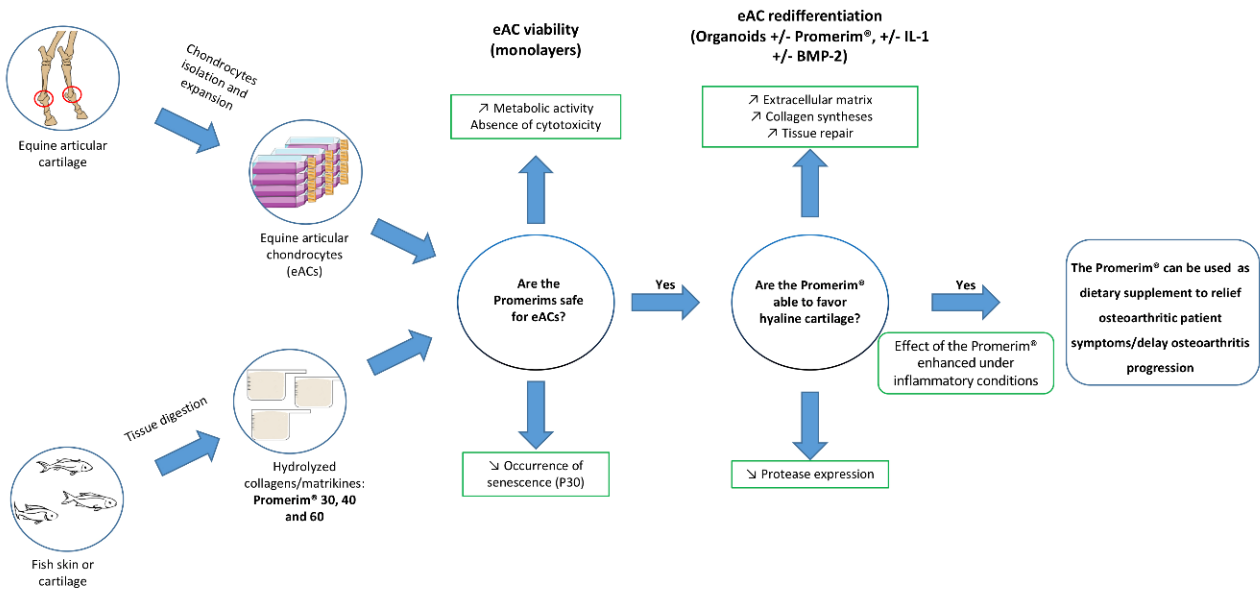 Equine articular
cartilage
Chondrocytes
isolation and
expansion
Equine articular
chondrocytes
(eACs)
Fish skin or
cartilage
Tissue digestion
Hydrolyzed
collagens/matrikines:
Promerim® 30, 40
and 60
eAC viability
(monolayers)
↗ Metabolic activity
Absence of cytotoxicity
Are the
Promerims safe
for eACs?
↘ Occurrence of
senescence (P30)
Yes
eAC redifferentiation
(Organoids +/- Promerim®, +/- IL-1
+/- BMP-2)
↗ Extracellular matrix
↗ Collagen syntheses
↗ Tissue repair
Are the Promerim®
able to favor
hyaline cartilage?
↘ Protease expression
Yes
Effect of the Promerim®
enhanced under
inflammatory conditions
The Promerim® can be used as
dietary supplement to relief
osteoarthritic patient
symptoms/delay osteoarthritis
progression